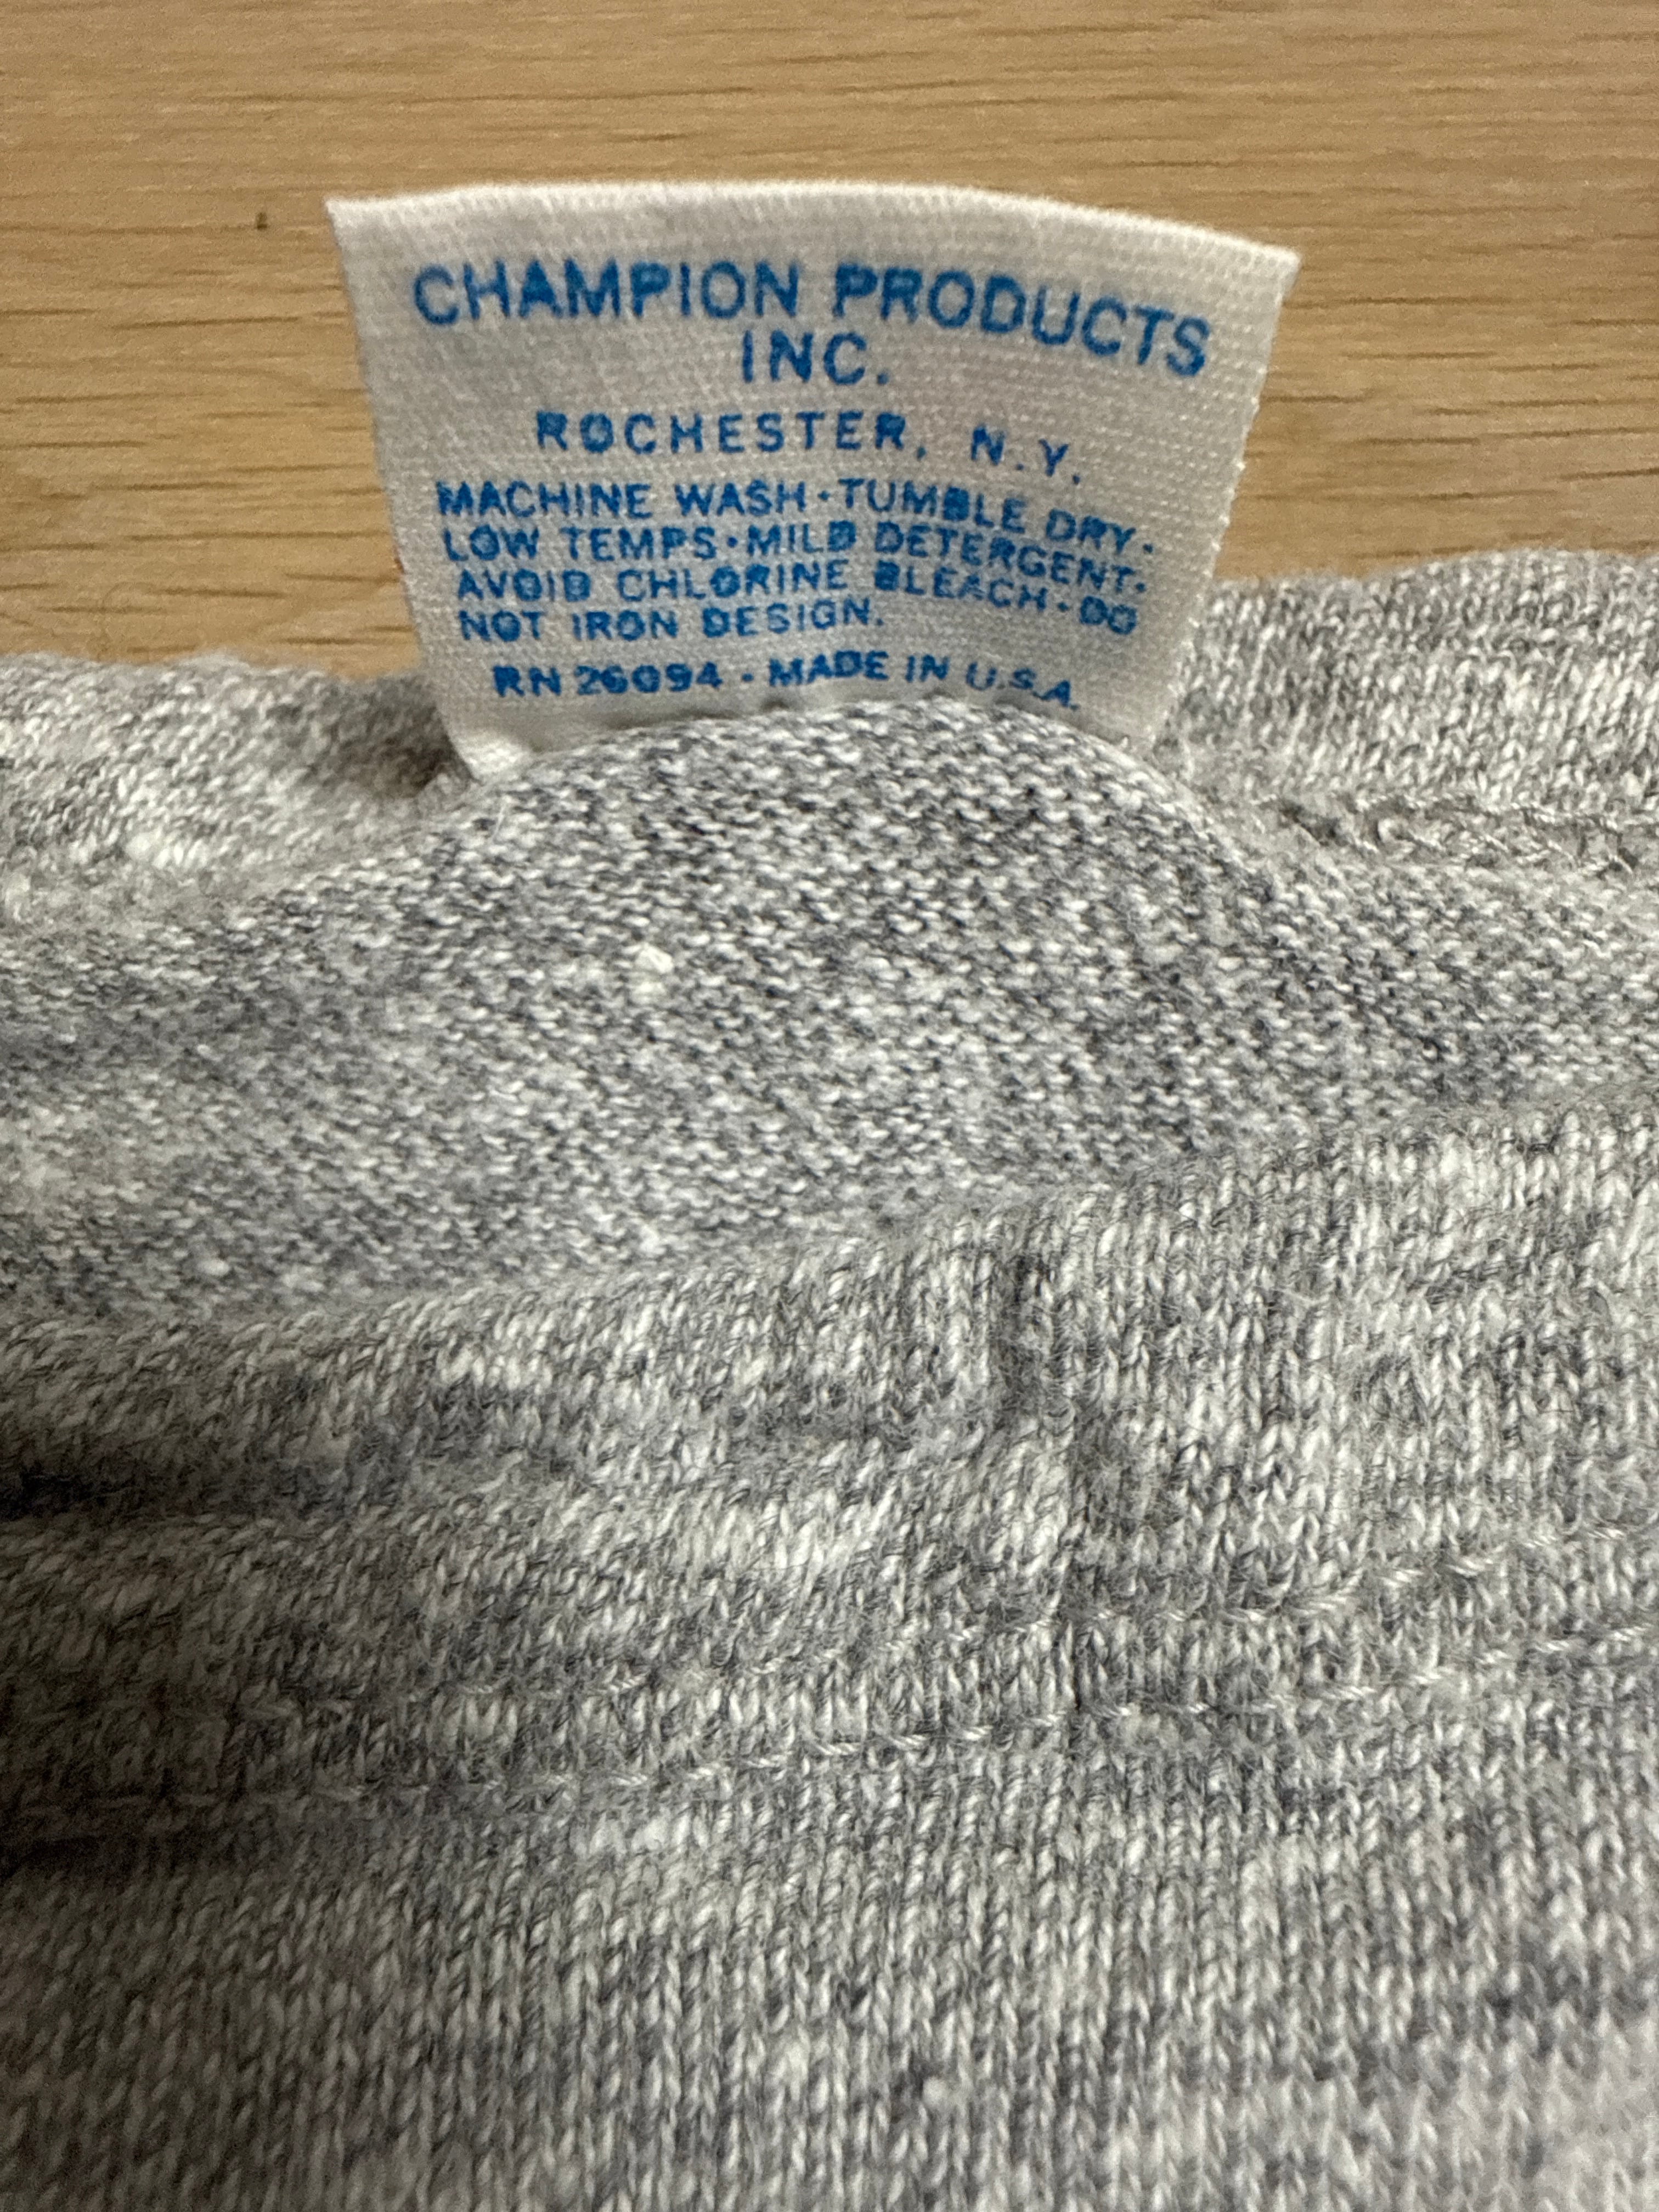 CHAMPION PRODUCTS
INC.
ROCHESTER, N.Y.
MACHINE WASH·TUMBLE DRY·
LOW TEMPS·MILD DETERGENT·
AVOID CHLORINE BLEACH·DO
NOT IRON DESIGN.
RN 26094 · MADE IN U.S.A.